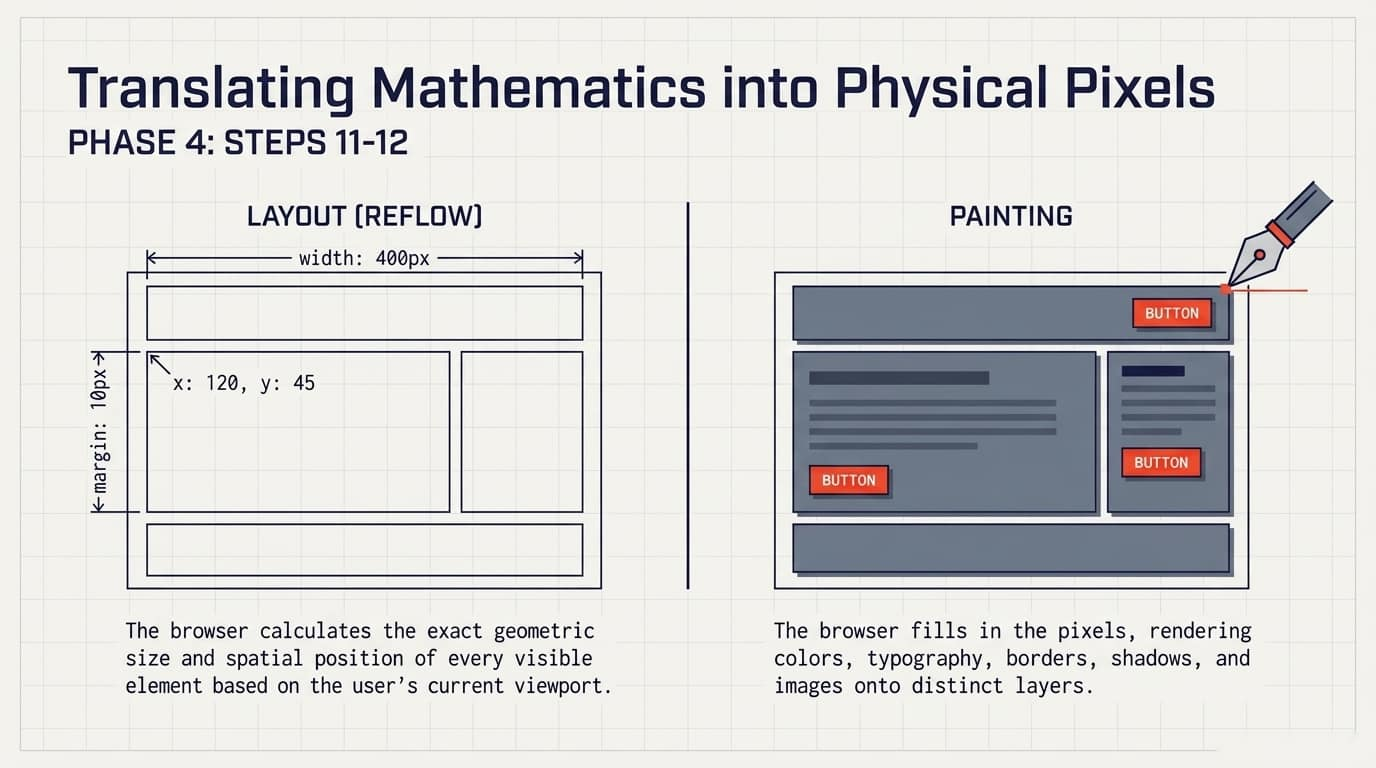 Translating Mathematics into Physical Pixels
PHASE 4: STEPS 11-12
LAYOUT (REFLOW)
width: 400px
margin: 10px
x: 120, y: 45
The browser calculates the exact geometric
size and spatial position of every visible
element based on the user's current viewport.
PAINTING
BUTTON
BUTTON
BUTTON
The browser fills in the pixels, rendering
colors, typography, borders, shadows, and
images onto distinct layers.